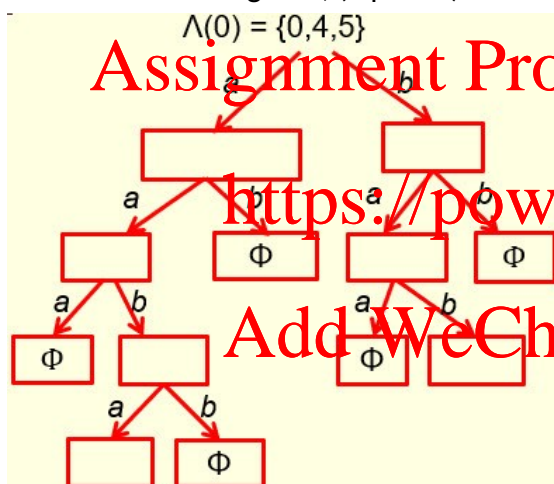 Λ(0) = {0,4,5}
Assignment Pro
a b
a b a b
https://pow
Φ Φ
a b a b
Add WeCh
Φ Φ
a b
Φ